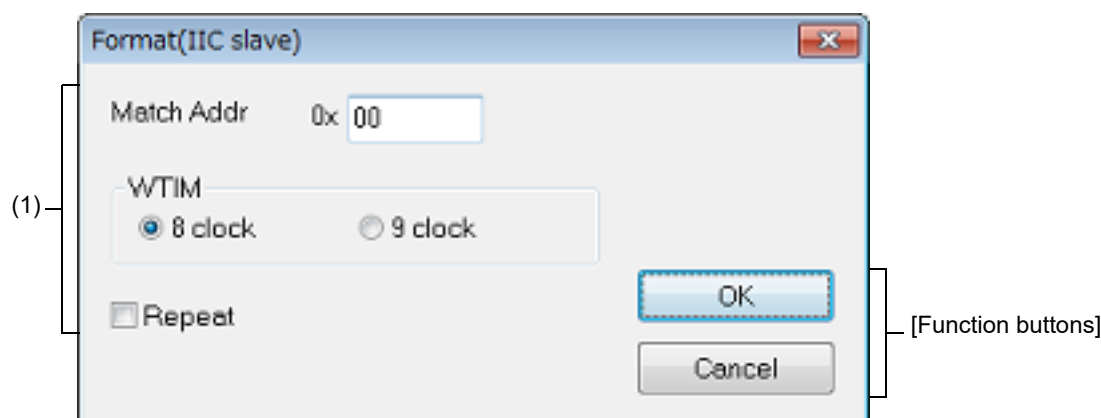 Format(IIC slave)
Match Addr 0x 00
WTIM
(1)
8 clock 9 clock
OK
Repeat
[Function buttons]
Cancel